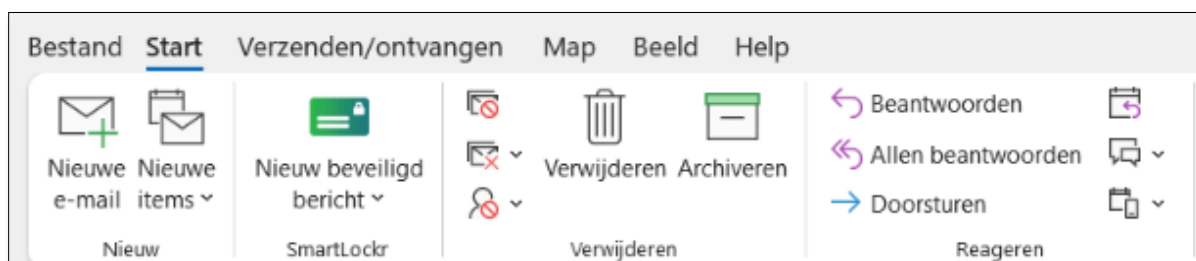 Bestand Start Verzenden/ontvangen Map Beeld Help
Nieuwe e-mail
Nieuwe items
Nieuw
Nieuw beveiligd bericht
SmartLockr
Verwijderen
Archiveren
Verwijderen
Beantwoorden
Allen beantwoorden
Doorsturen
Reageren